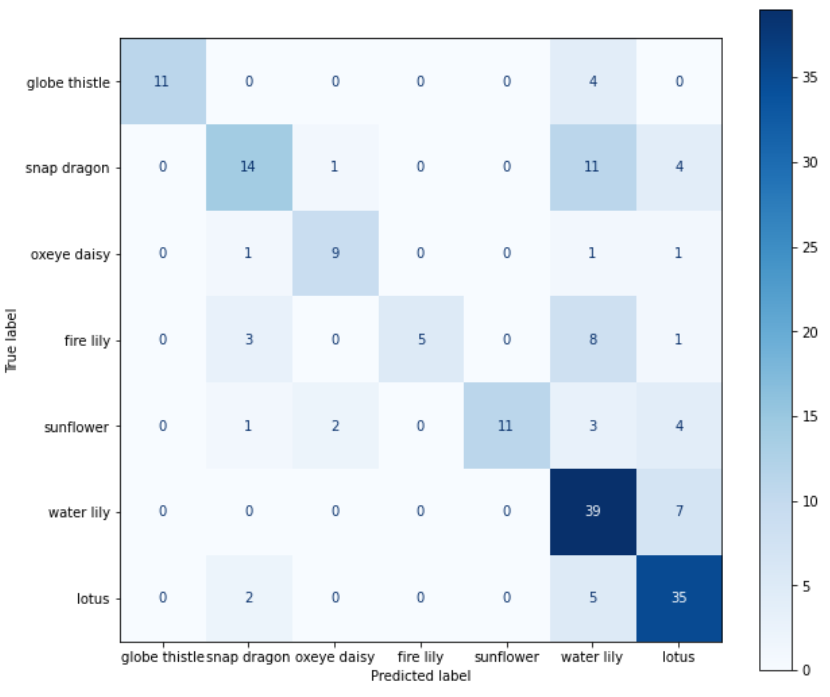 globe thistle 11 0 0 0 0 4 0
snap dragon 0 14 1 0 0 11 4
oxeye daisy 0 1 9 0 0 1 1
fire lily 0 3 0 5 0 8 1
sunflower 0 1 2 0 11 3 4
water lily 0 0 0 0 0 39 7
lotus 0 2 0 0 0 5 35
globe thistle snap dragon oxeye daisy fire lily sunflower water lily lotus
Predicted label
True label
35
30
25
20
15
10
5
0